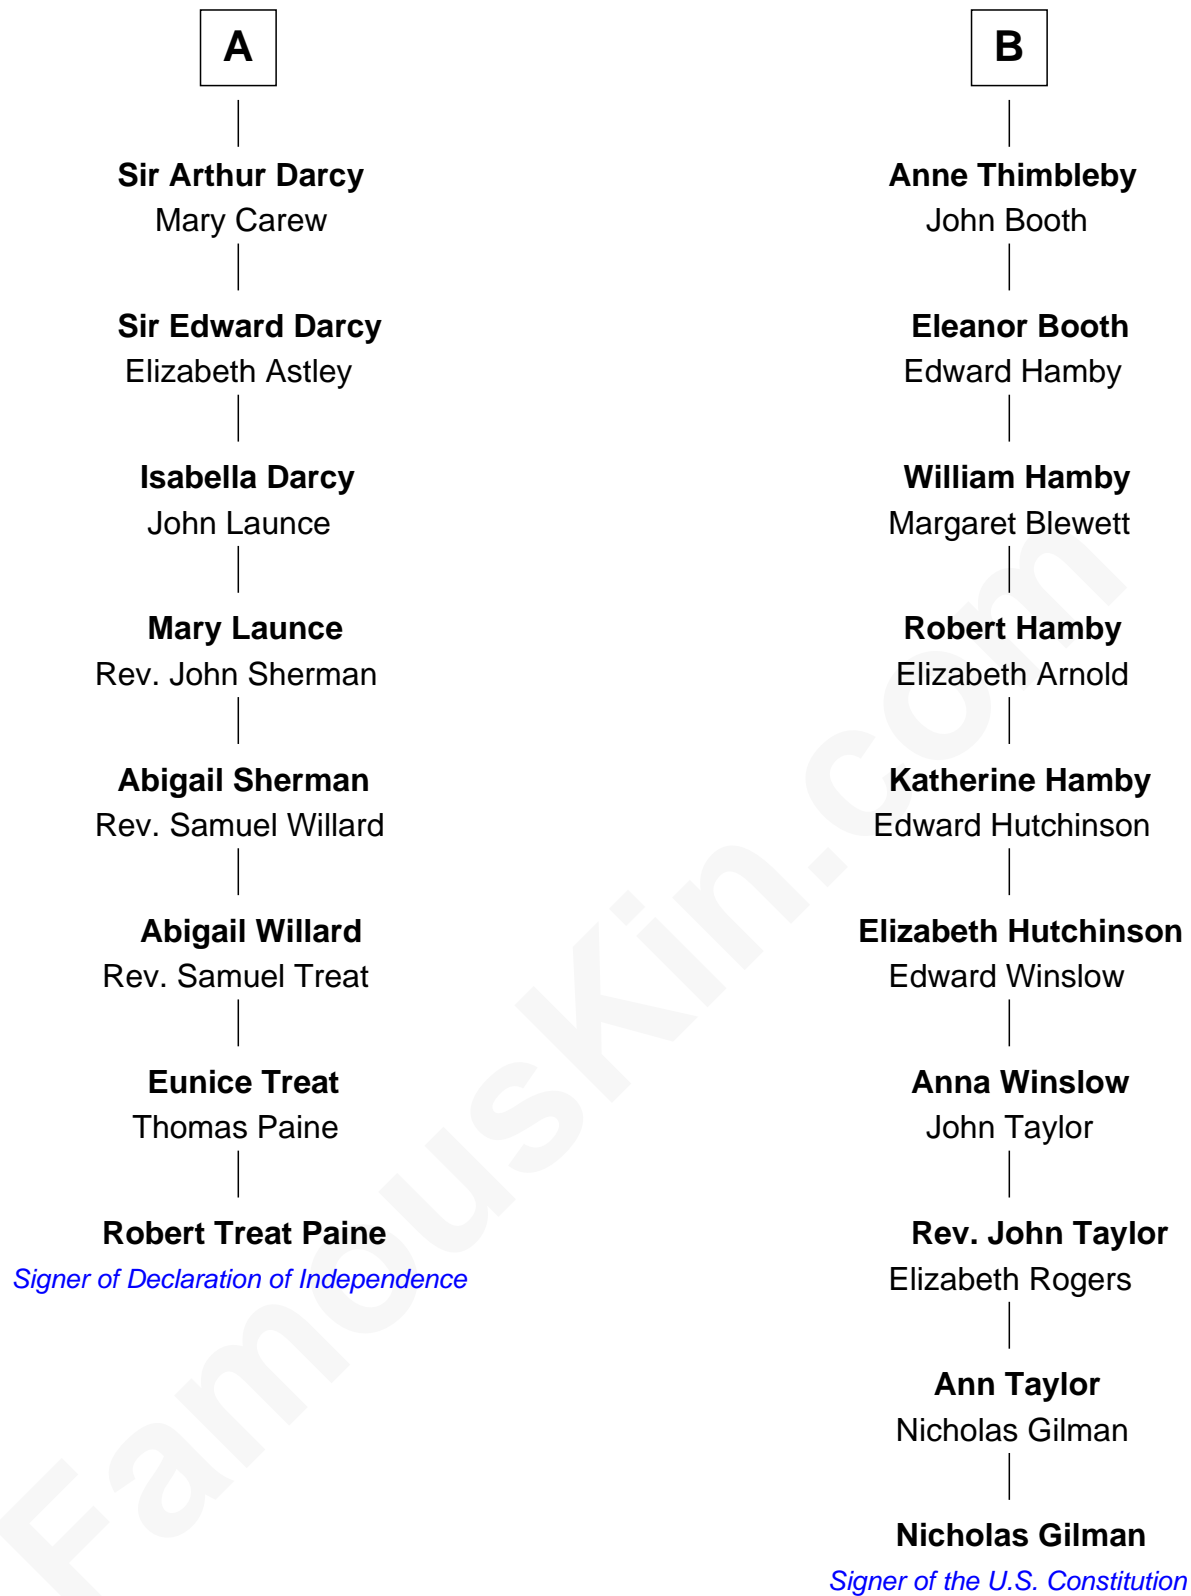 A
Sir Arthur Darcy
Mary Carew
Sir Edward Darcy
Elizabeth Astley
Isabella Darcy
John Launce
Mary Launce
Rev. John Sherman
Abigail Sherman
Rev. Samuel Willard
Abigail Willard
Rev. Samuel Treat
Eunice Treat
Thomas Paine
Robert Treat Paine
Signer of Declaration of Independence
B
Anne Thimbleby
John Booth
Eleanor Booth
Edward Hamby
William Hamby
Margaret Blewett
Robert Hamby
Elizabeth Arnold
Katherine Hamby
Edward Hutchinson
Elizabeth Hutchinson
Edward Winslow
Anna Winslow
John Taylor
Rev. John Taylor
Elizabeth Rogers
Ann Taylor
Nicholas Gilman
Nicholas Gilman
Signer of the U.S. Constitution
FamousKin.com